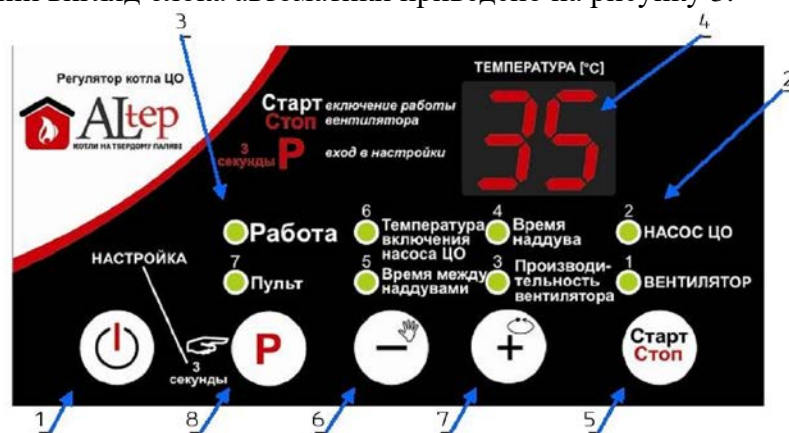 вигляд блока автоматики приведено на рисунку 3.
3
4
2
Регулятор котла ЦО
ALtep
КОТЛИ НА ТВЕРДОМУ ПАЛИВІ
Старт включение работы
Стоп вентилятора
3
секунды P вход в настройки
ТЕМПЕРАТУРА [°C]
35
Работа
6
Температура
включения
насоса ЦО
4
Время
наддува
2
НАСОС ЦО
НАСТРОЙКА
7
Пульт
5
Время между
наддувами
3
Производи-
тельность
вентилятора
1
ВЕНТИЛЯТОР
3
секунды
P
−
+
Старт
Стоп
1
8
6
7
5